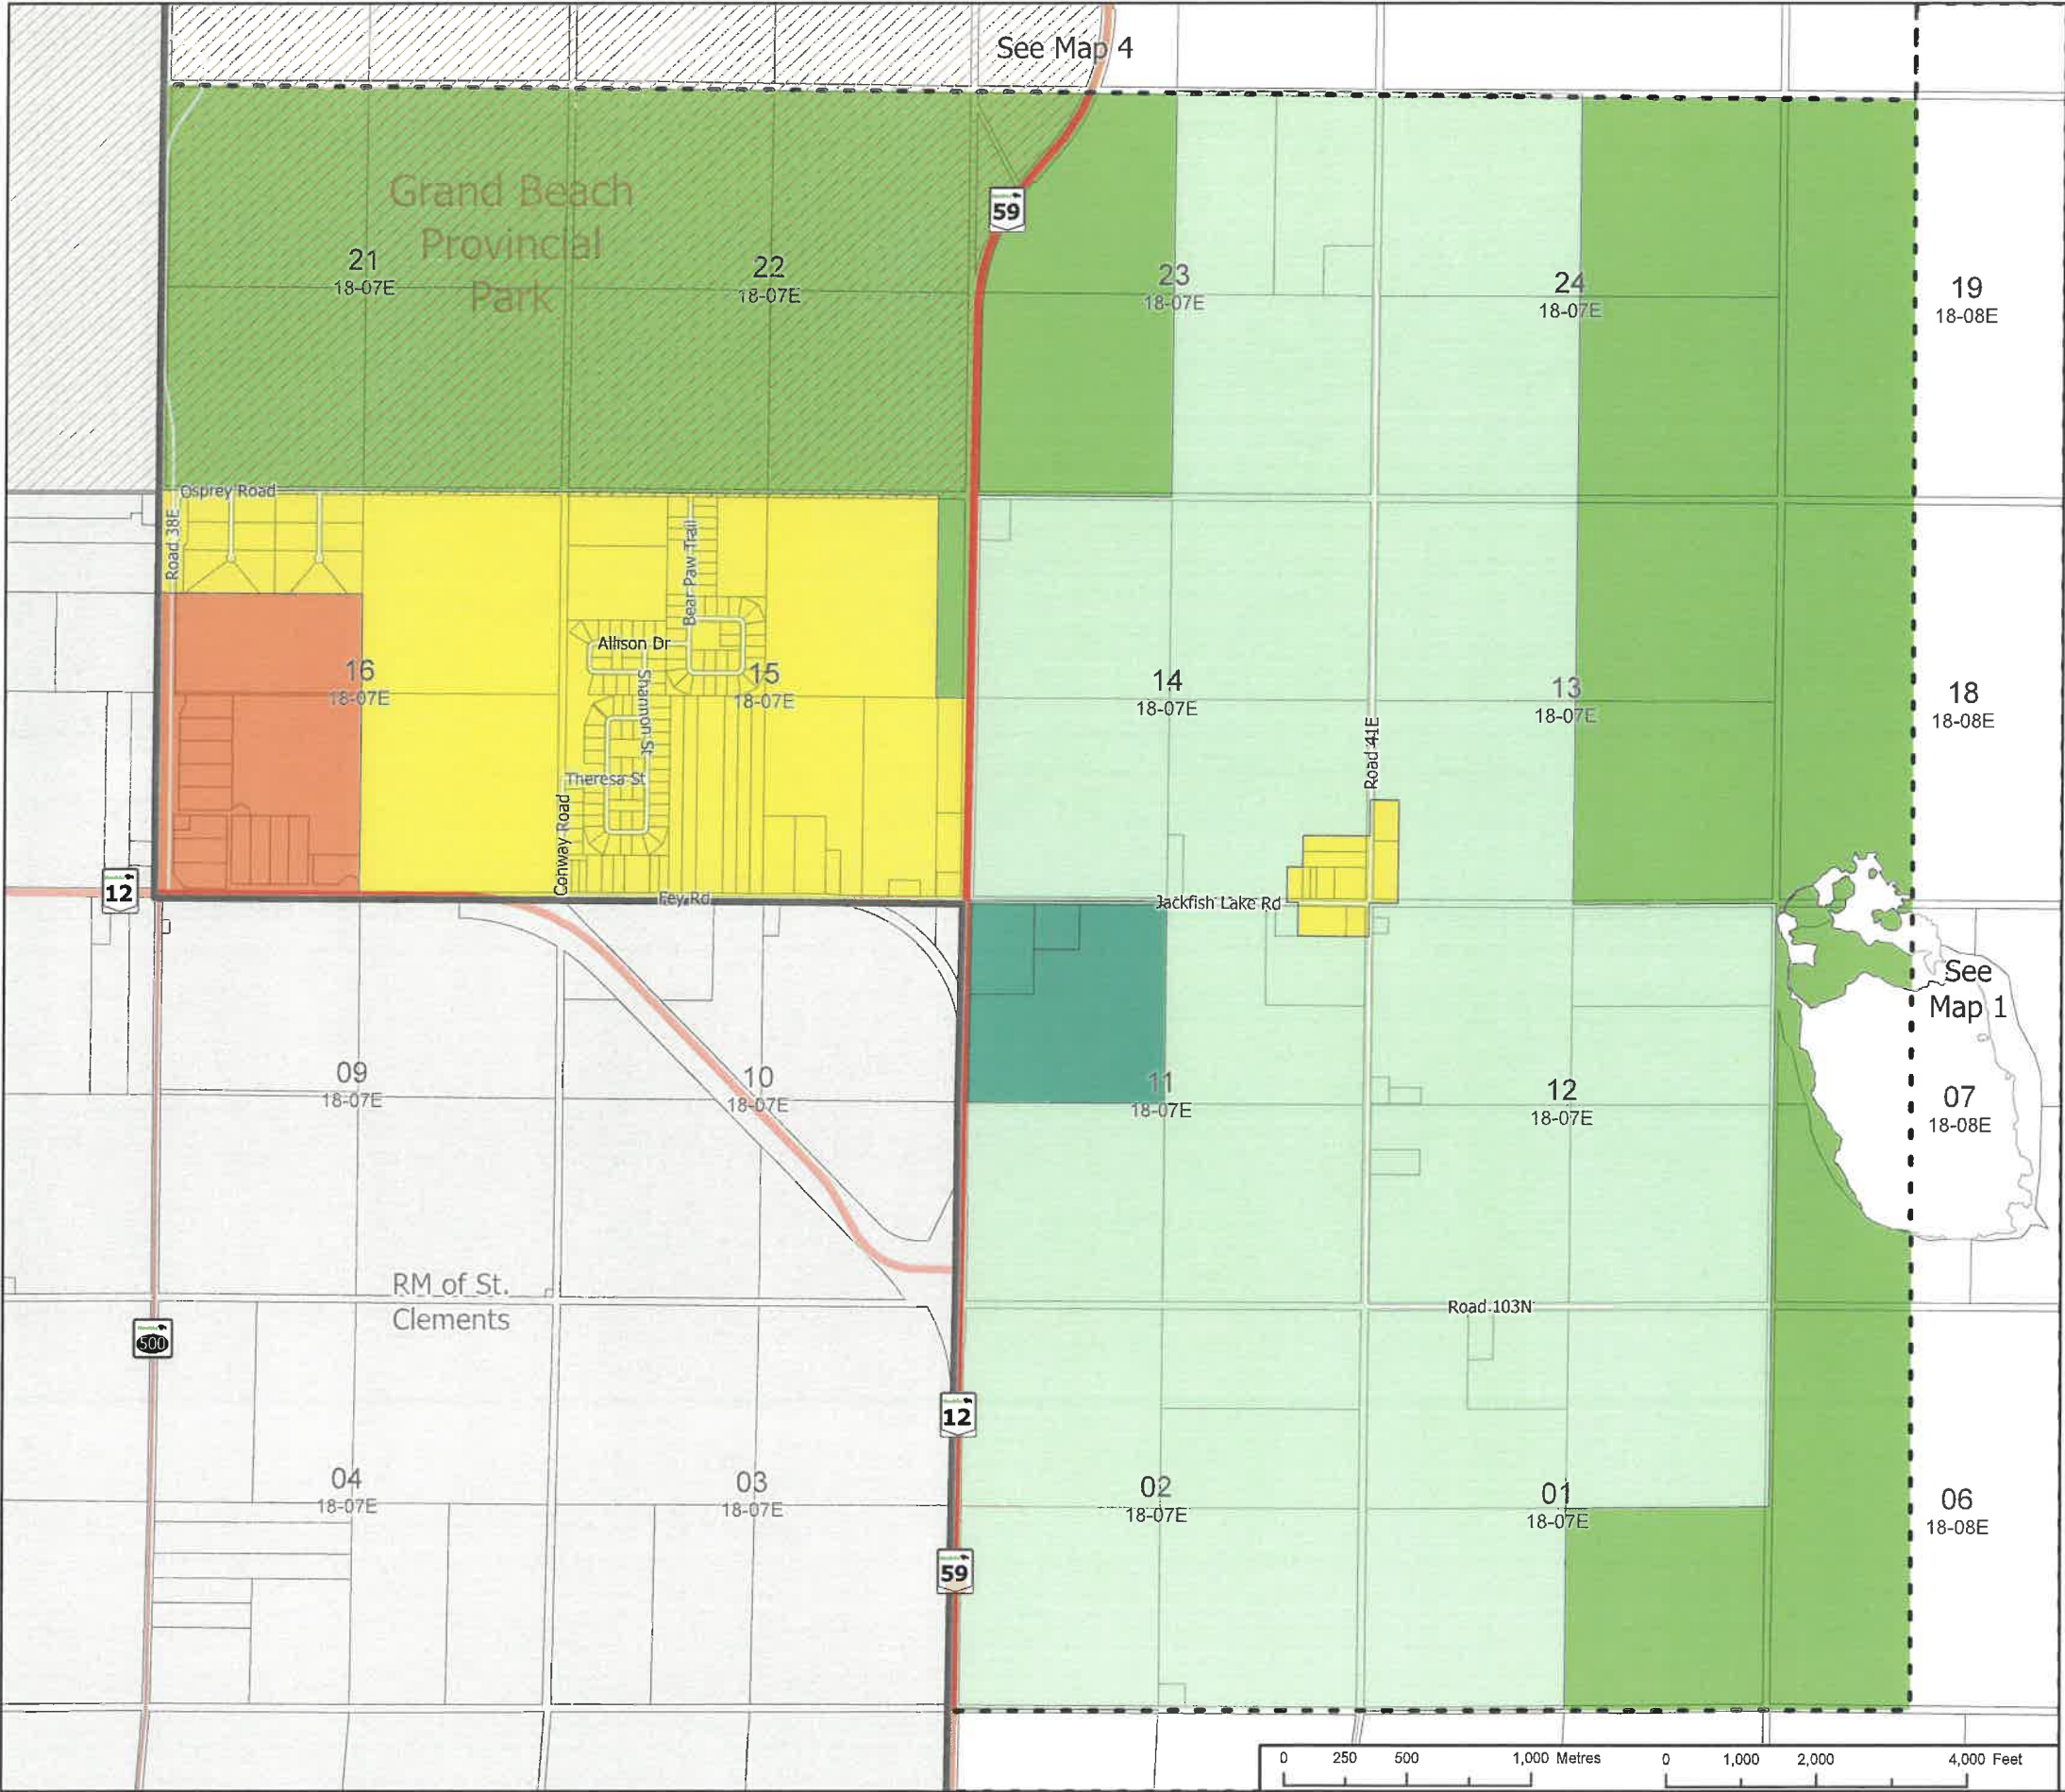 See Map 4
Grand Beach
Provincial
Park
59
21
18-07E
22
18-07E
23
18-07E
24
18-07E
19
18-08E
Osprey Road
Road 38E
Bear Paw Trail
Allison Dr
Shannon St
Theresa St
Conway Road
16
18-07E
15
18-07E
14
18-07E
13
18-07E
18
18-08E
Road 41E
12
Fey Rd
Jackfish Lake Rd
See
Map 1
09
18-07E
10
18-07E
11
18-07E
12
18-07E
07
18-08E
RM of St.
Clements
Road 103N
500
12
04
18-07E
03
18-07E
02
18-07E
01
18-07E
06
18-08E
59
0 250 500 1,000 Metres
0 1,000 2,000 4,000 Feet